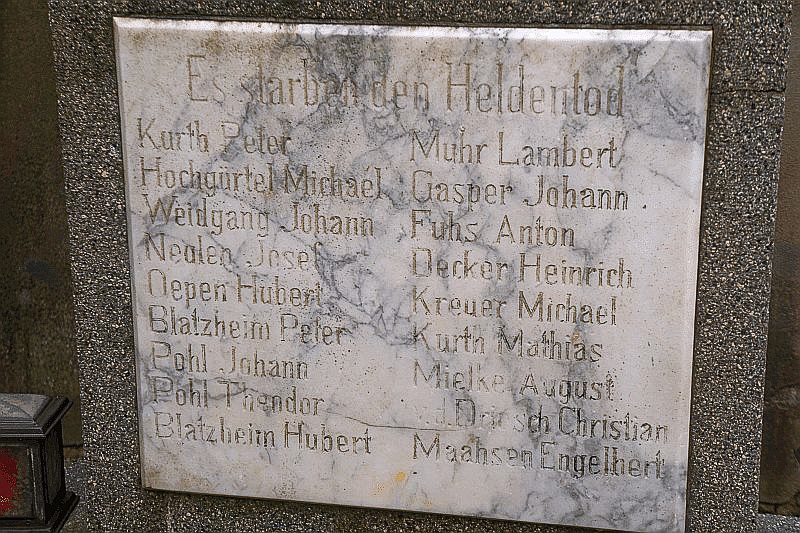 Es starben den Heldentod
Kurth Peter
Hochgürtel Michael
Weidgang Johann
Neolen Josef
Oepen Hubert
Blatzheim Peter
Pohl Johann
Pohl Theodor
Blatzheim Hubert
Muhr Lambert
Gasper Johann
Fuhs Anton
Decker Heinrich
Kreuer Michael
Kurth Mathias
Mielke August
v.d.Driesch Christian
Maahsen Engelbert